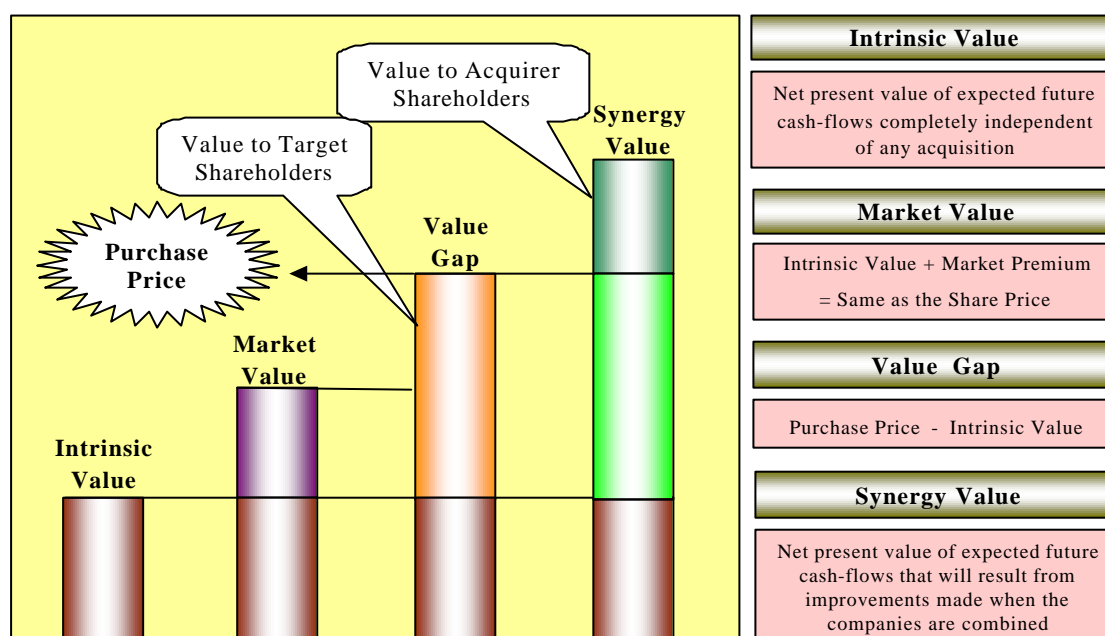 Value to Acquirer
Shareholders
Synergy
Value
Value to Target
Shareholders
Value
Gap
Purchase
Price
Market
Value
Intrinsic
Value
Intrinsic Value
Net present value of expected future
cash-flows completely independent
of any acquisition
Market Value
Intrinsic Value + Market Premium
= Same as the Share Price
Value Gap
Purchase Price - Intrinsic Value
Synergy Value
Net present value of expected future
cash-flows that will result from
improvements made when the
companies are combined